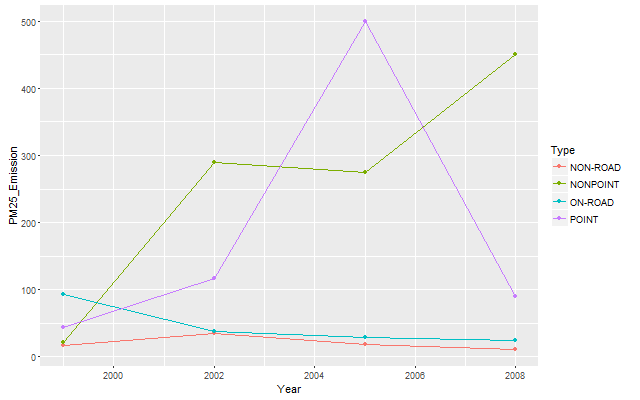 500
400
300
200
100
0
PM25_Emission
2000
2002
2004
2006
2008
Year
Type
NON-ROAD
NONPOINT
ON-ROAD
POINT